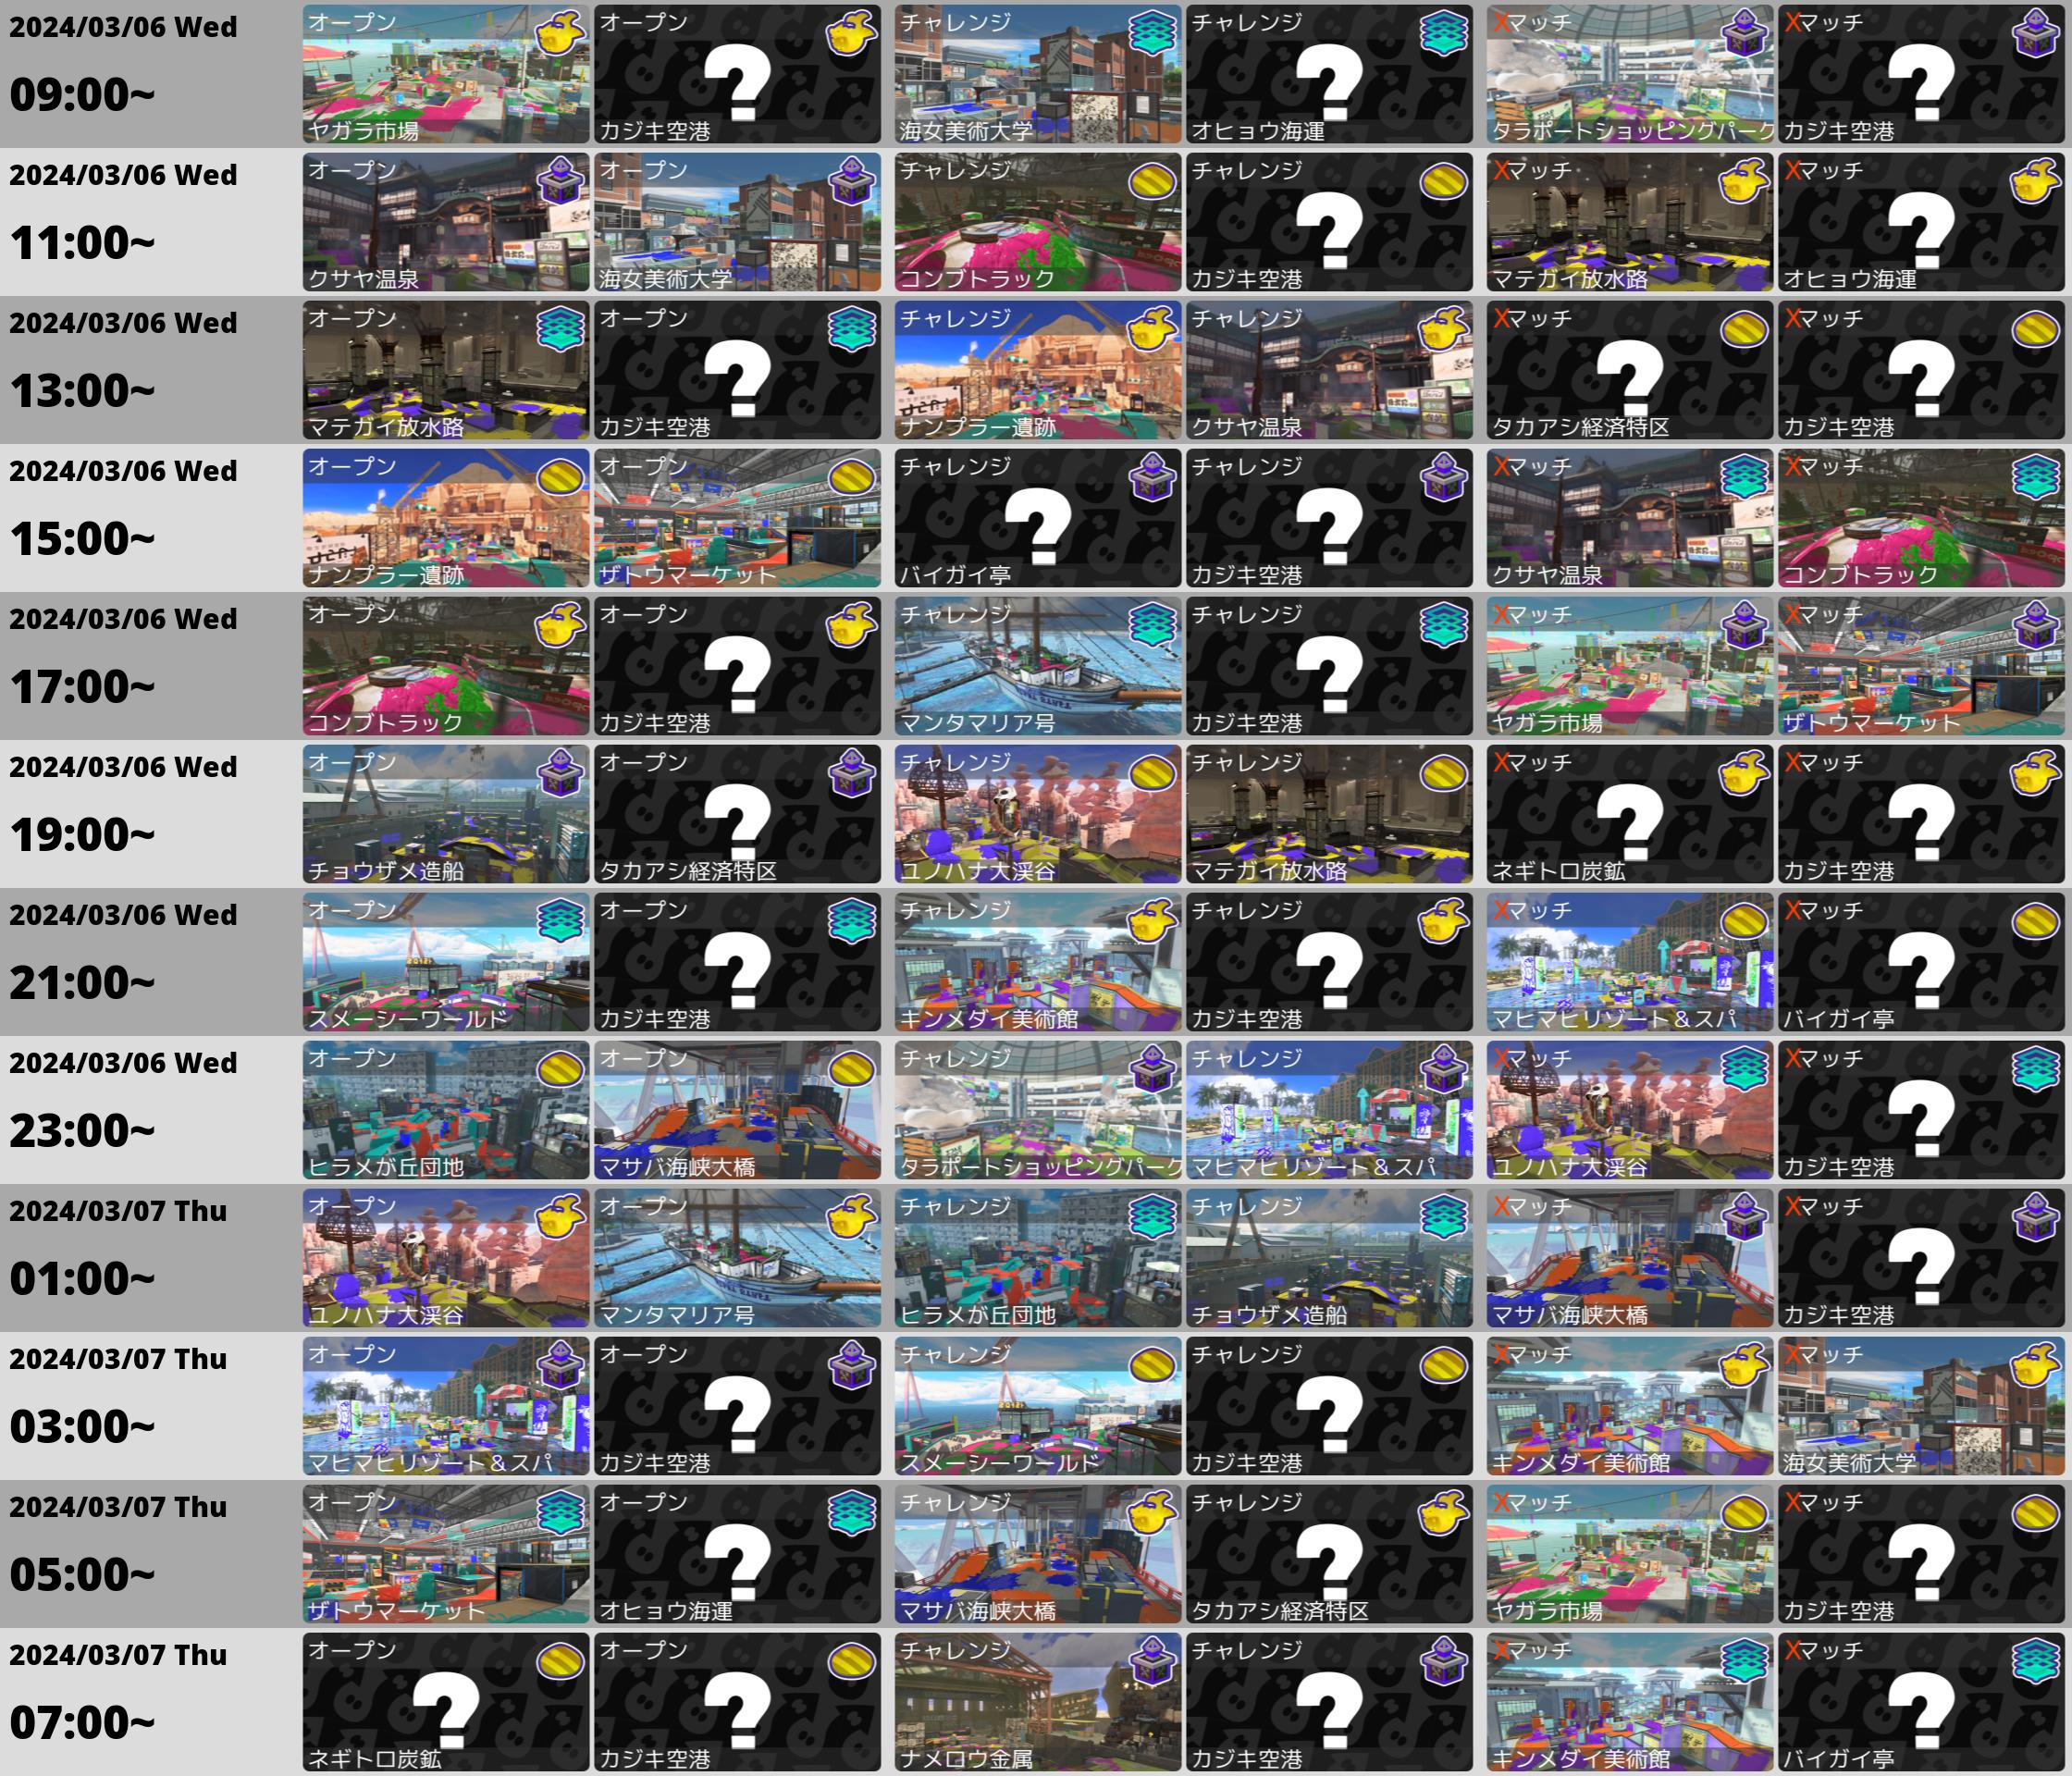 2024/03/06 Wed
09:00~
オープン
ヤガラ市場
オープン
カジキ空港
チャレンジ
海女美術大学
チャレンジ
オヒョウ海運
Xマッチ
タラポートショッピングパーク
Xマッチ
カジキ空港
2024/03/06 Wed
11:00~
オープン
クサヤ温泉
オープン
海女美術大学
チャレンジ
コンブトラック
チャレンジ
カジキ空港
Xマッチ
マテガイ放水路
Xマッチ
オヒョウ海運
2024/03/06 Wed
13:00~
オープン
マテガイ放水路
オープン
カジキ空港
チャレンジ
ナンプラー遺跡
チャレンジ
クサヤ温泉
Xマッチ
タカアシ経済特区
Xマッチ
カジキ空港
2024/03/06 Wed
15:00~
オープン
ナンプラー遺跡
オープン
ザトウマーケット
チャレンジ
バイガイ亭
チャレンジ
カジキ空港
Xマッチ
クサヤ温泉
Xマッチ
コンブトラック
2024/03/06 Wed
17:00~
オープン
コンブトラック
オープン
カジキ空港
チャレンジ
マンタマリア号
チャレンジ
カジキ空港
Xマッチ
ヤガラ市場
Xマッチ
ザトウマーケット
2024/03/06 Wed
19:00~
オープン
チョウザメ造船
オープン
タカアシ経済特区
チャレンジ
ユノハナ大渓谷
チャレンジ
マテガイ放水路
Xマッチ
ネギトロ炭鉱
Xマッチ
カジキ空港
2024/03/06 Wed
21:00~
オープン
スメーシーワールド
オープン
カジキ空港
チャレンジ
キンメダイ美術館
チャレンジ
カジキ空港
Xマッチ
マヒマヒリゾート＆スパ
Xマッチ
バイガイ亭
2024/03/06 Wed
23:00~
オープン
ヒラメが丘団地
オープン
マサバ海峡大橋
チャレンジ
タラポートショッピングパーク
チャレンジ
マヒマヒリゾート＆スパ
Xマッチ
ユノハナ大渓谷
Xマッチ
カジキ空港
2024/03/07 Thu
01:00~
オープン
ユノハナ大渓谷
オープン
マンタマリア号
チャレンジ
ヒラメが丘団地
チャレンジ
チョウザメ造船
Xマッチ
マサバ海峡大橋
Xマッチ
カジキ空港
2024/03/07 Thu
03:00~
オープン
マヒマヒリゾート＆スパ
オープン
カジキ空港
チャレンジ
スメーシーワールド
チャレンジ
カジキ空港
Xマッチ
キンメダイ美術館
Xマッチ
海女美術大学
2024/03/07 Thu
05:00~
オープン
ザトウマーケット
オープン
オヒョウ海運
チャレンジ
マサバ海峡大橋
チャレンジ
タカアシ経済特区
Xマッチ
ヤガラ市場
Xマッチ
カジキ空港
2024/03/07 Thu
07:00~
オープン
ネギトロ炭鉱
オープン
カジキ空港
チャレンジ
ナメロウ金属
チャレンジ
カジキ空港
Xマッチ
キンメダイ美術館
Xマッチ
バイガイ亭